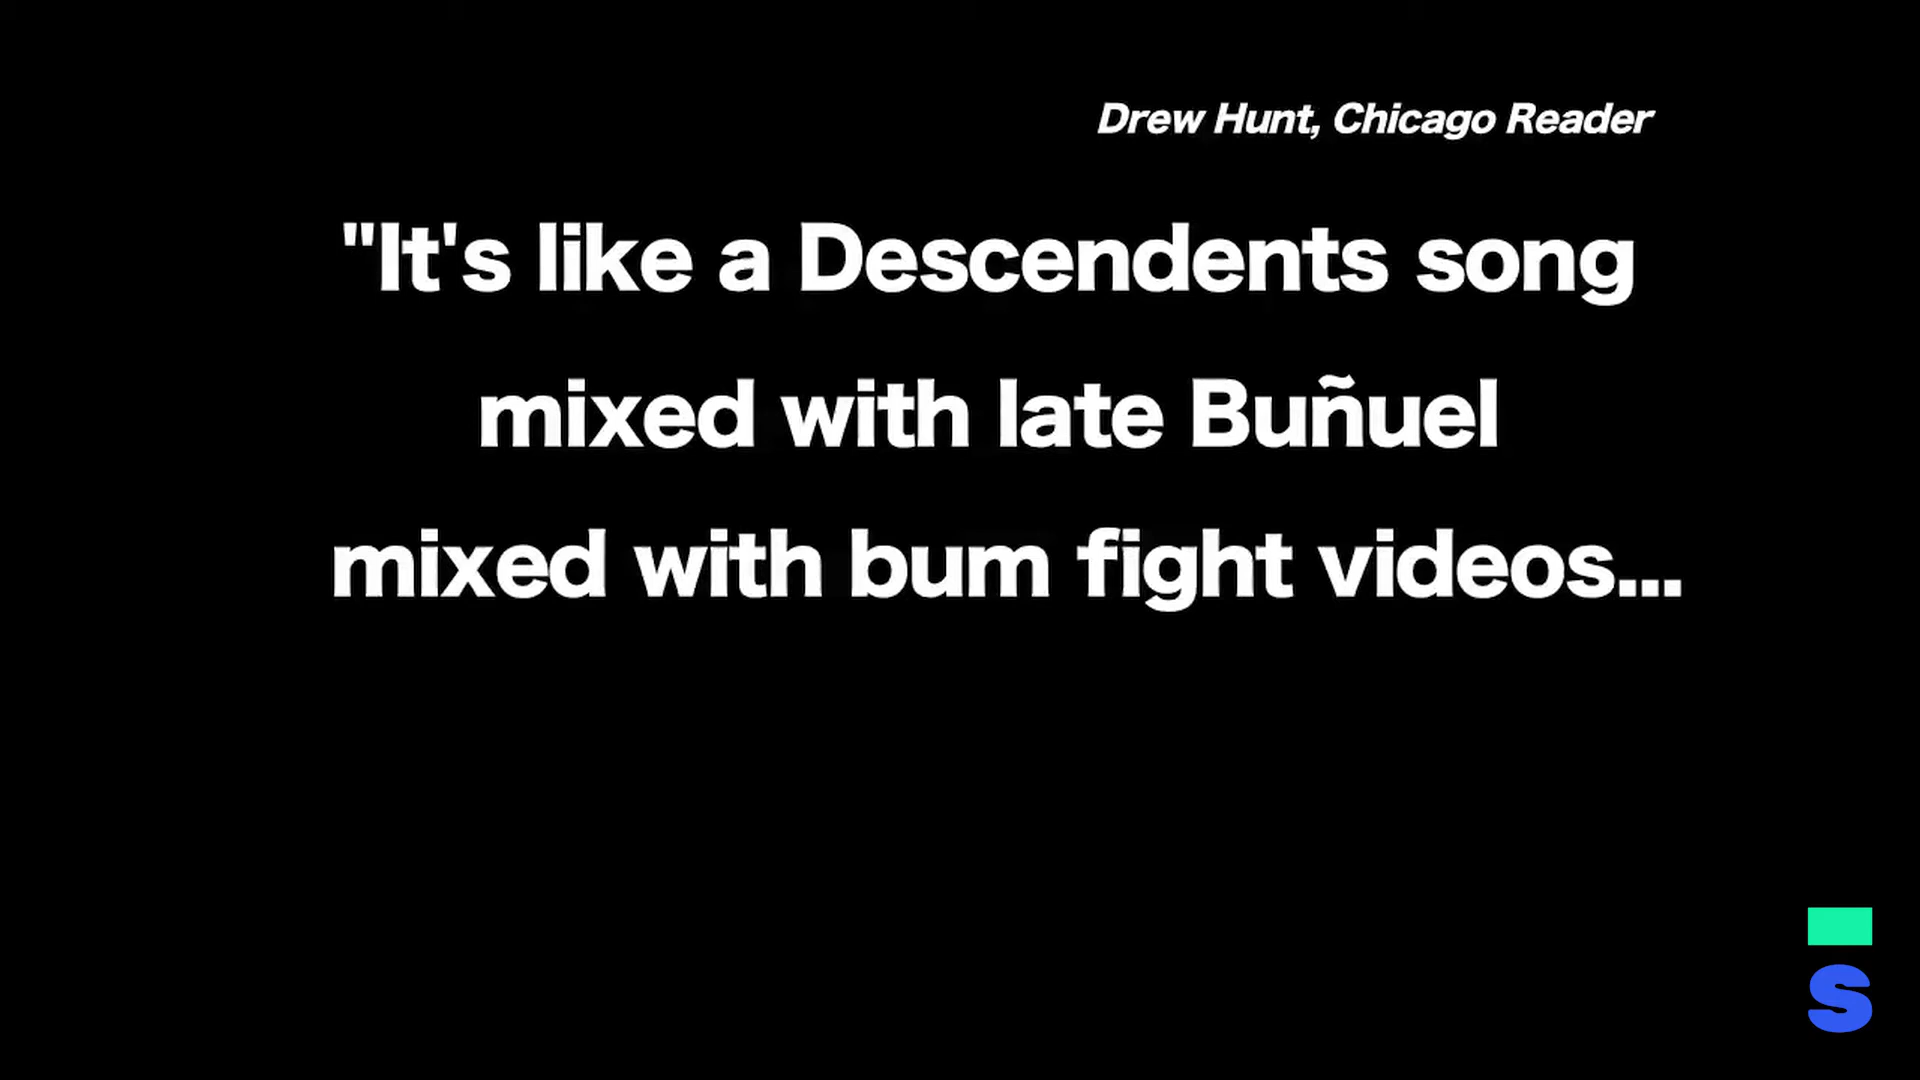 Drew Hunt, Chicago Reader
"It's like a Descendents song
mixed with late Buñuel
mixed with bum fight videos...
S